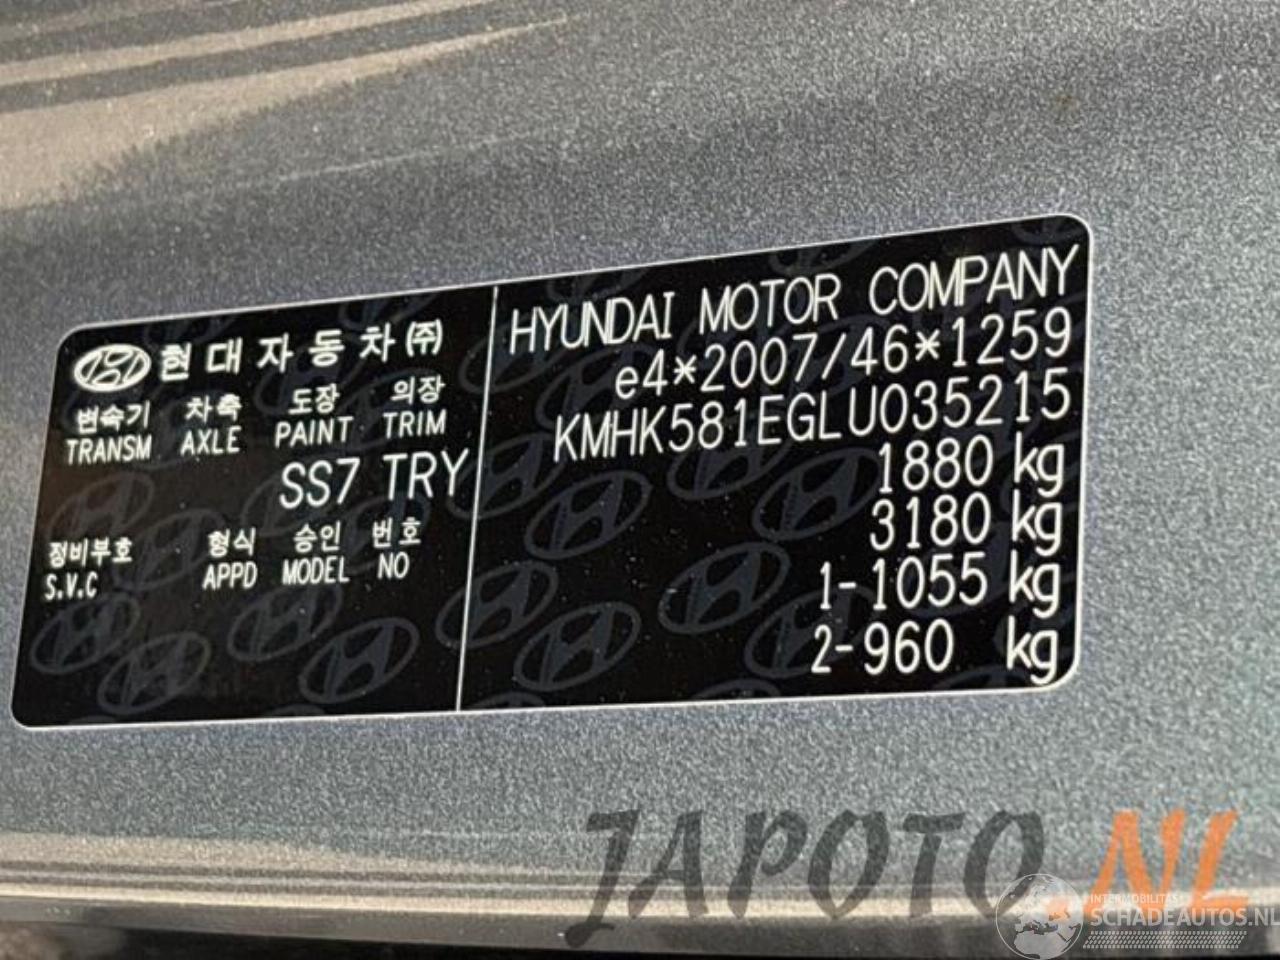 현대자동차(주)
변속기 차축 도장 의장
TRANSM AXLE PAINT TRIM
SS7 TRY
정비부호 형식 승인 번호
S.V.C APPD MODEL NO
HYUNDAI MOTOR COMPANY
e4*2007/46*1259
KMHK581EGLU035215
1880 kg
3180 kg
1-1055 kg
2-960 kg
JAPOTO.NL
INTERMOBILITAS
SCHADEAUTOS.NL